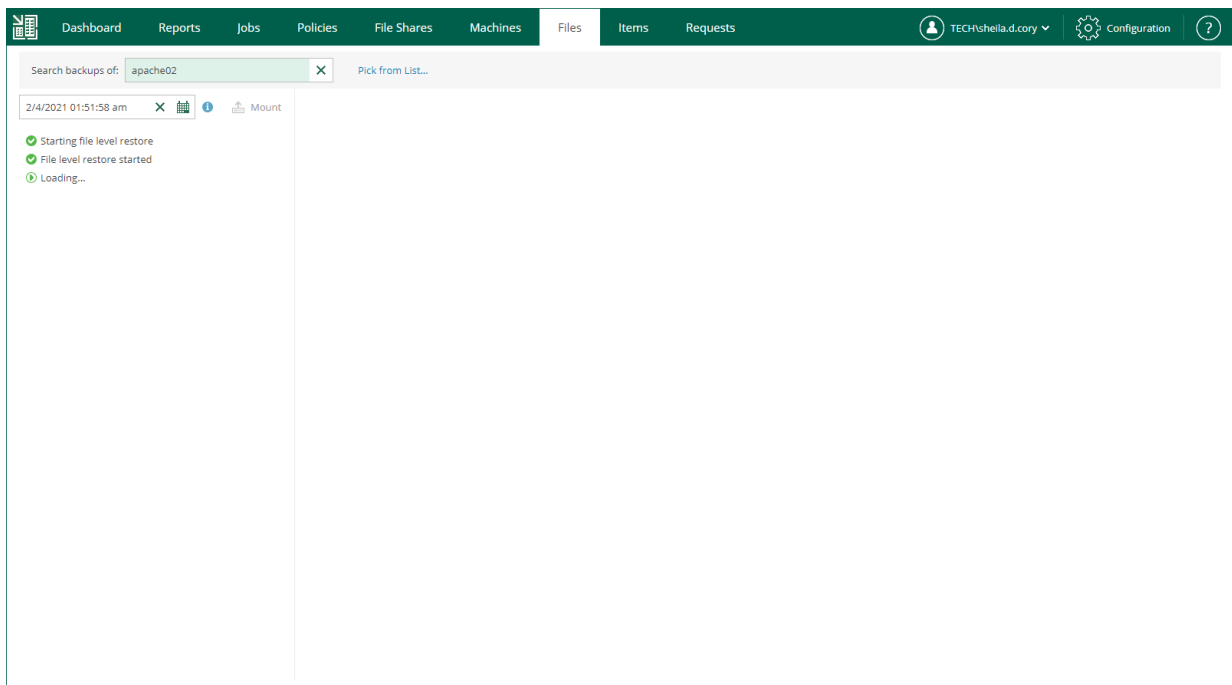 Dashboard Reports Jobs Policies File Shares Machines Files Items Requests TECH\sheila.d.cory Configuration ?
Search backups of: apache02 Pick from List...
2/4/2021 01:51:58 am Mount
Starting file level restore
File level restore started
Loading...